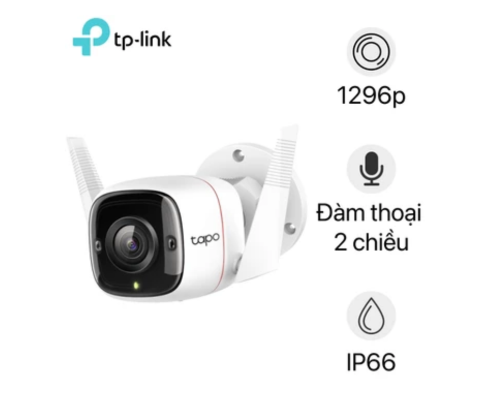 tp-link
1296p
tapo
Đàm thoại
2 chiều
IP66